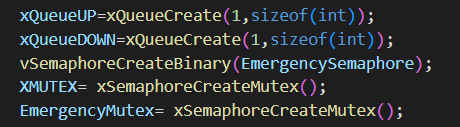 xQueueUP=xQueueCreate(1,sizeof(int));
xQueueDOWN=xQueueCreate(1,sizeof(int));
vSemaphoreCreateBinary(EmergencySemaphore);
XMUTEX= xSemaphoreCreateMutex();
EmergencyMutex= xSemaphoreCreateMutex();